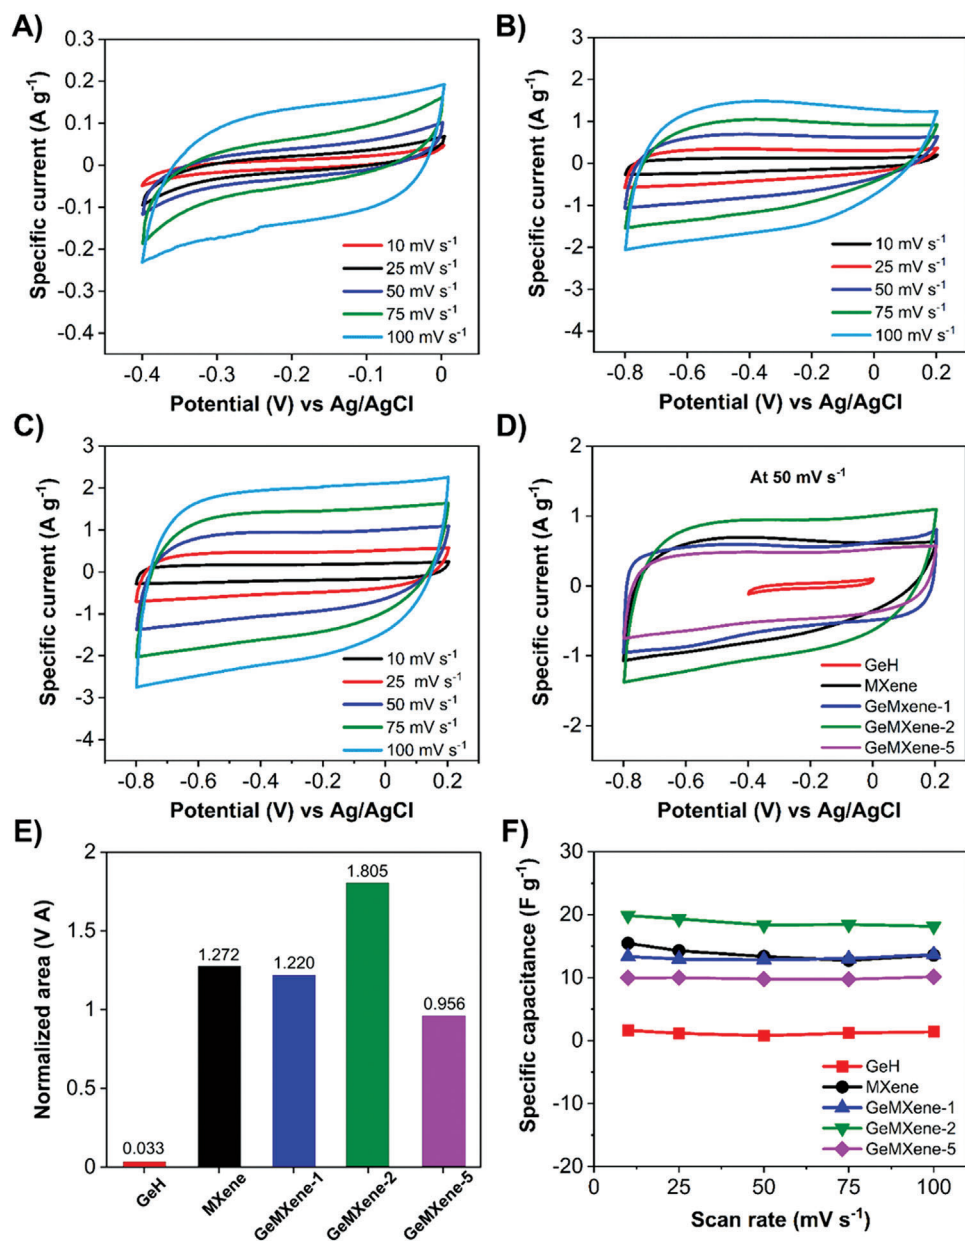 A)
0.3
0.2
0.1
0
-0.1
-0.2
-0.3
-0.4
Specific current (A g⁻¹)
10 mV s⁻¹
25 mV s⁻¹
50 mV s⁻¹
75 mV s⁻¹
100 mV s⁻¹
-0.4 -0.3 -0.2 -0.1 0
Potential (V) vs Ag/AgCl
B)
3
2
1
0
-1
-2
-3
-4
Specific current (A g⁻¹)
10 mV s⁻¹
25 mV s⁻¹
50 mV s⁻¹
75 mV s⁻¹
100 mV s⁻¹
-0.8 -0.6 -0.4 -0.2 0 0.2
Potential (V) vs Ag/AgCl
C)
3
2
1
0
-1
-2
-3
-4
Specific current (A g⁻¹)
10 mV s⁻¹
25 mV s⁻¹
50 mV s⁻¹
75 mV s⁻¹
100 mV s⁻¹
-0.8 -0.6 -0.4 -0.2 0 0.2
Potential (V) vs Ag/AgCl
D)
2
1
0
-1
-2
Specific current (A g⁻¹)
At 50 mV s⁻¹
GeH
MXene
GeMxene-1
GeMXene-2
GeMXene-5
-0.8 -0.6 -0.4 -0.2 0 0.2
Potential (V) vs Ag/AgCl
E)
2
1.5
1
0.5
0
Normalized area (V A)
0.033
1.272
1.220
1.805
0.956
GeH
MXene
GeMXene-1
GeMXene-2
GeMXene-5
F)
30
20
10
0
-10
-20
Specific capacitance (F g⁻¹)
GeH
MXene
GeMXene-1
GeMXene-2
GeMXene-5
0 25 50 75 100
Scan rate (mV s⁻¹)